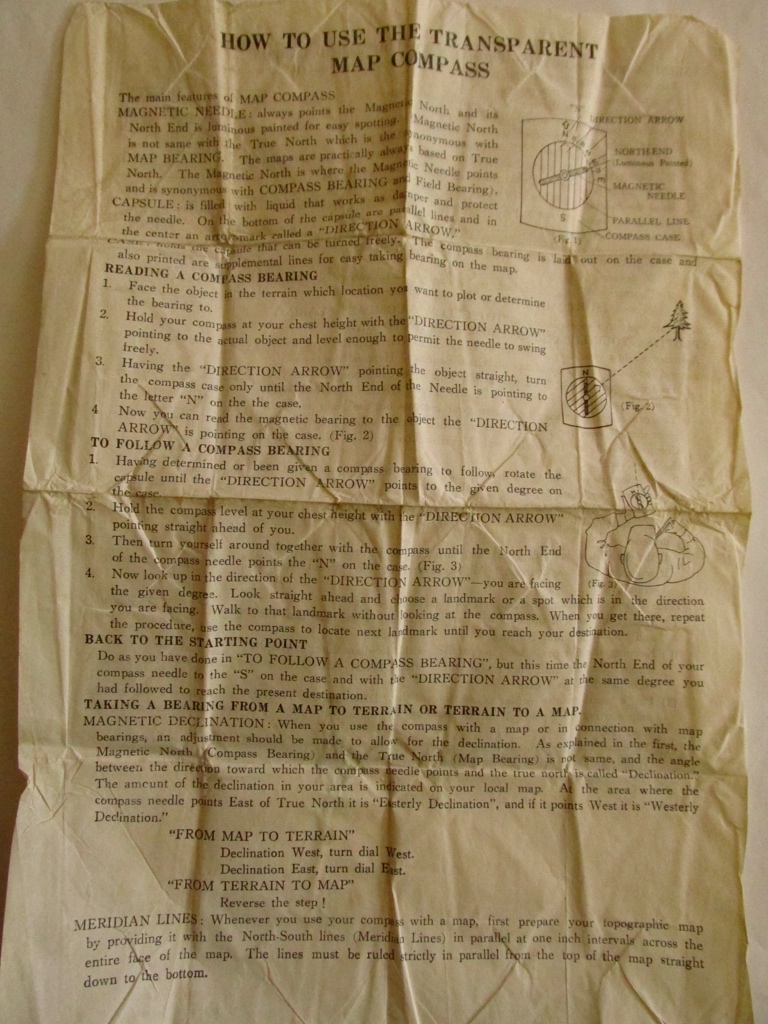 HOW TO USE THE TRANSPARENT
MAP COMPASS
The main features of MAP COMPASS
MAGNETIC NEEDLE: always points the Magnetic North and its
North End is luminous painted for easy spotting. Magnetic North
is not same with the True North which is the synonymous with
MAP BEARING. The maps are practically always based on True
North. The Magnetic North is where the Magnetic Needle points
and is synonymous with COMPASS BEARING and Field Bearing).
CAPSULE: is filled with liquid that works as damper and protect
the needle. On the bottom of the capsule are parallel lines and in
the center an arrowmark called a "DIRECTION ARROW."
CASE: holds the capsule that can be turned freely. The compass bearing is laid out on the case and
also printed are supplemental lines for easy taking bearing on the map.
"N"
DIRECTION ARROW
NORTH END
(Luminous Painted)
MAGNETIC
NEEDLE
PARALLEL LINE
COMPASS CASE
S
(Fig. 1)
READING A COMPASS BEARING
1. Face the object in the terrain which location you want to plot or determine
the bearing to.
2. Hold your compass at your chest height with the "DIRECTION ARROW"
pointing to the actual object and level enough to permit the needle to swing
freely.
3. Having the "DIRECTION ARROW" pointing the object straight, turn
the compass case only until the North End of the Needle is pointing to
the letter "N" on the the case.
4 Now you can read the magnetic bearing to the object the "DIRECTION
ARROW" is pointing on the case. (Fig. 2)
N
(Fig. 2)
TO FOLLOW A COMPASS BEARING
1. Having determined or been given a compass bearing to follow, rotate the
capsule until the "DIRECTION ARROW" points to the given degree on
the case.
2. Hold the compass level at your chest height with the "DIRECTION ARROW"
pointing straight ahead of you.
3. Then turn yourself around together with the compass until the North End
of the compass needle points the "N" on the case. (Fig. 3)
4. Now look up in the direction of the "DIRECTION ARROW"—you are facing
(Fig. 3)
the given degree. Look straight ahead and choose a landmark or a spot which is in the direction
you are facing. Walk to that landmark without looking at the compass. When you get there, repeat
the procedure, use the compass to locate next landmark until you reach your destination.
BACK TO THE STARTING POINT
Do as you have done in "TO FOLLOW A COMPASS BEARING", but this time the North End of your
compass needle to the "S" on the case and with the "DIRECTION ARROW" at the same degree you
had followed to reach the present destination.
TAKING A BEARING FROM A MAP TO TERRAIN OR TERRAIN TO A MAP.
MAGNETIC DECLINATION: When you use the compass with a map or in connection with map
bearings, an adjustment should be made to allow for the declination. As explained in the first, the
Magnetic North (Compass Bearing) and the True North (Map Bearing) is not same, and the angle
between the direction toward which the compass needle points and the true north is called "Declination."
The amount of the declination in your area is indicated on your local map. At the area where the
compass needle points East of True North it is "Easterly Declination", and if it points West it is "Westerly
Declination."
"FROM MAP TO TERRAIN"
Declination West, turn dial West.
Declination East, turn dial East.
"FROM TERRAIN TO MAP"
Reverse the step !
MERIDIAN LINES: Whenever you use your compass with a map, first prepare your topographic map
by providing it with the North-South lines (Meridian Lines) in parallel at one inch intervals across the
entire face of the map. The lines must be ruled strictly in parallel from the top of the map straight
down to the bottom.